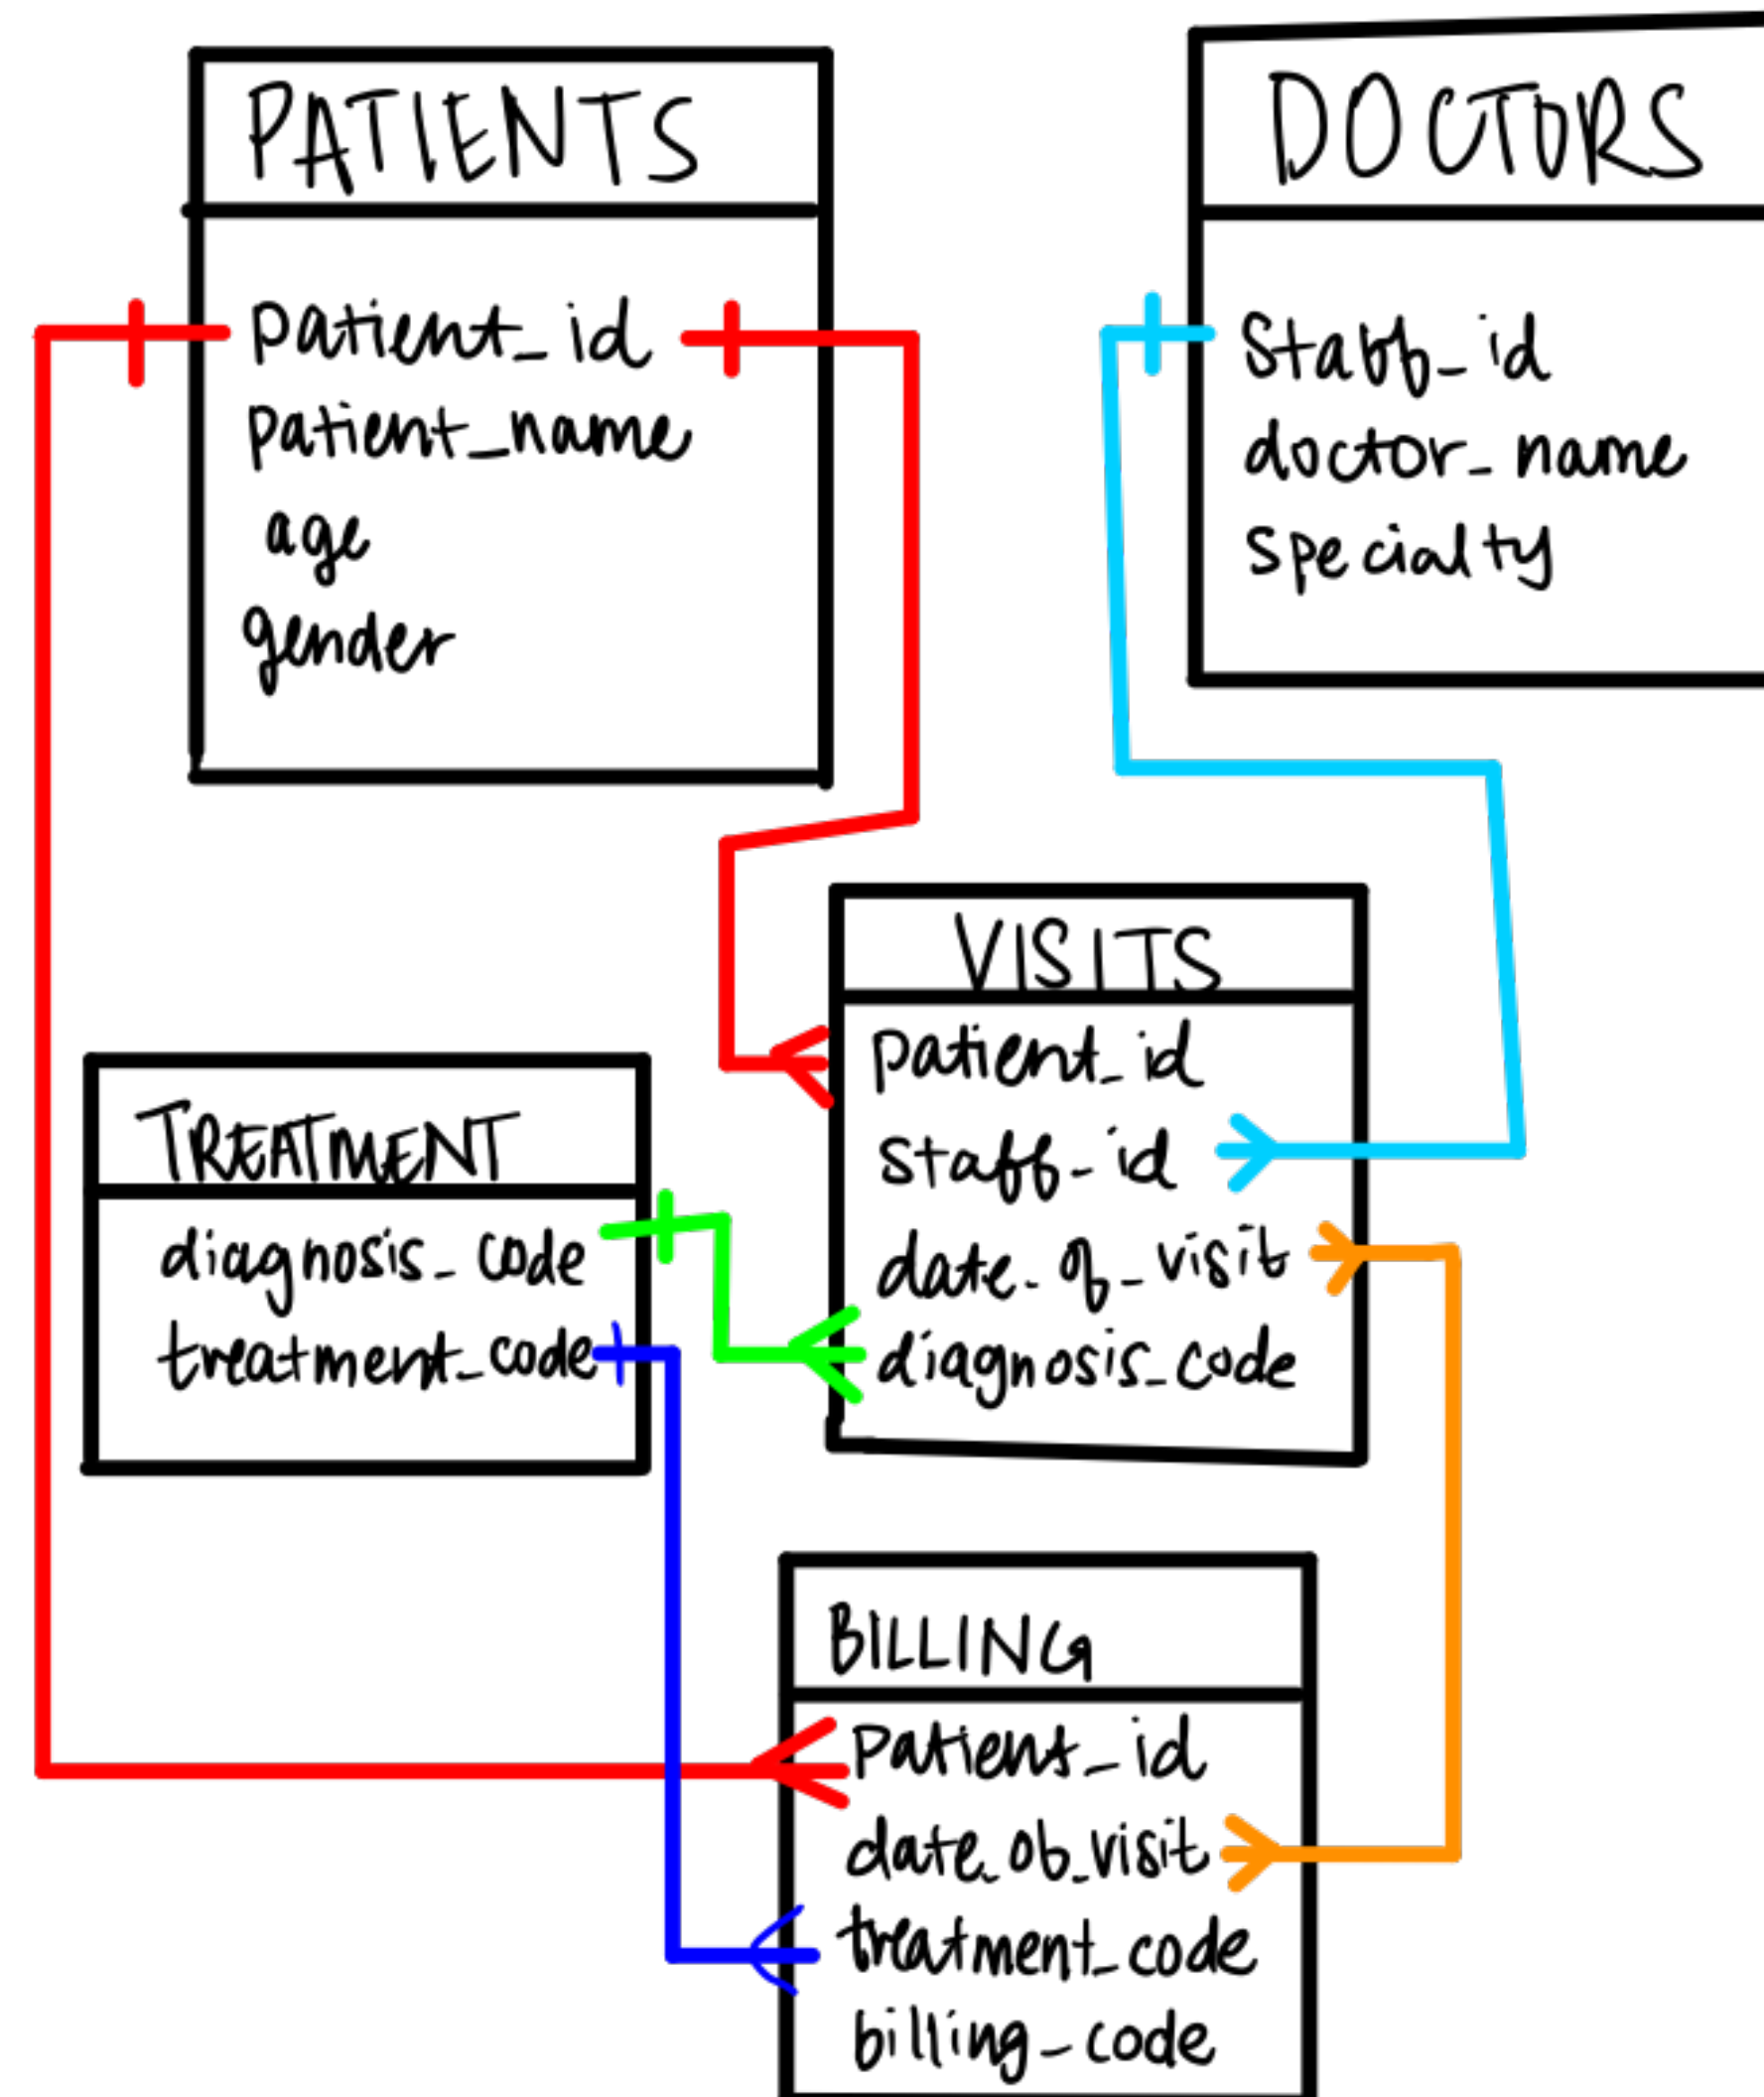 PATIENTS
patient_id
patient_name
age
gender
DOCTORS
staff_id
doctor_name
specialty
VISITS
patient_id
staff_id
date_of_visit
diagnosis_code
TREATMENT
diagnosis_code
treatment_code
BILLING
patient_id
date_of_visit
treatment_code
billing_code